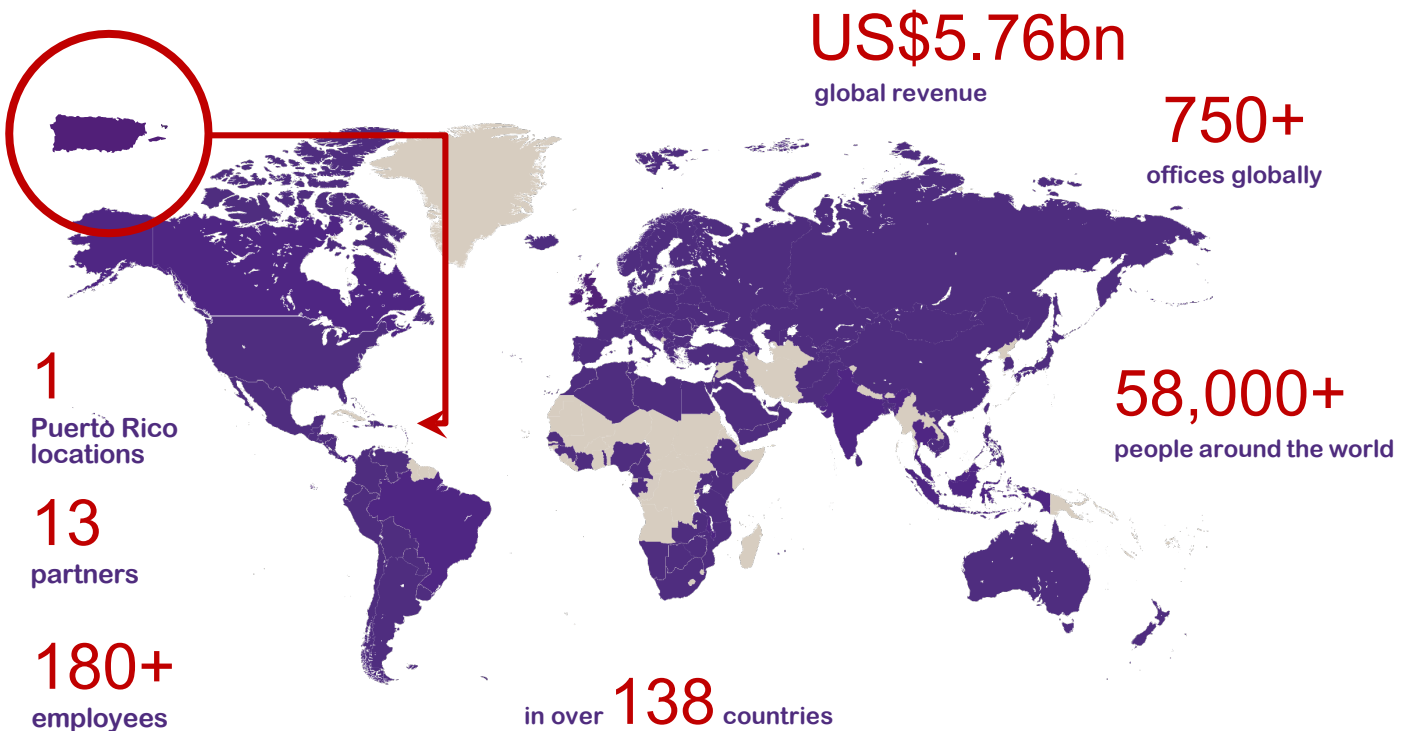 US$5.76bn
global revenue
750+
offices globally
1
Puerto Rico
locations
58,000+
people around the world
13
partners
180+
employees
in over 138 countries